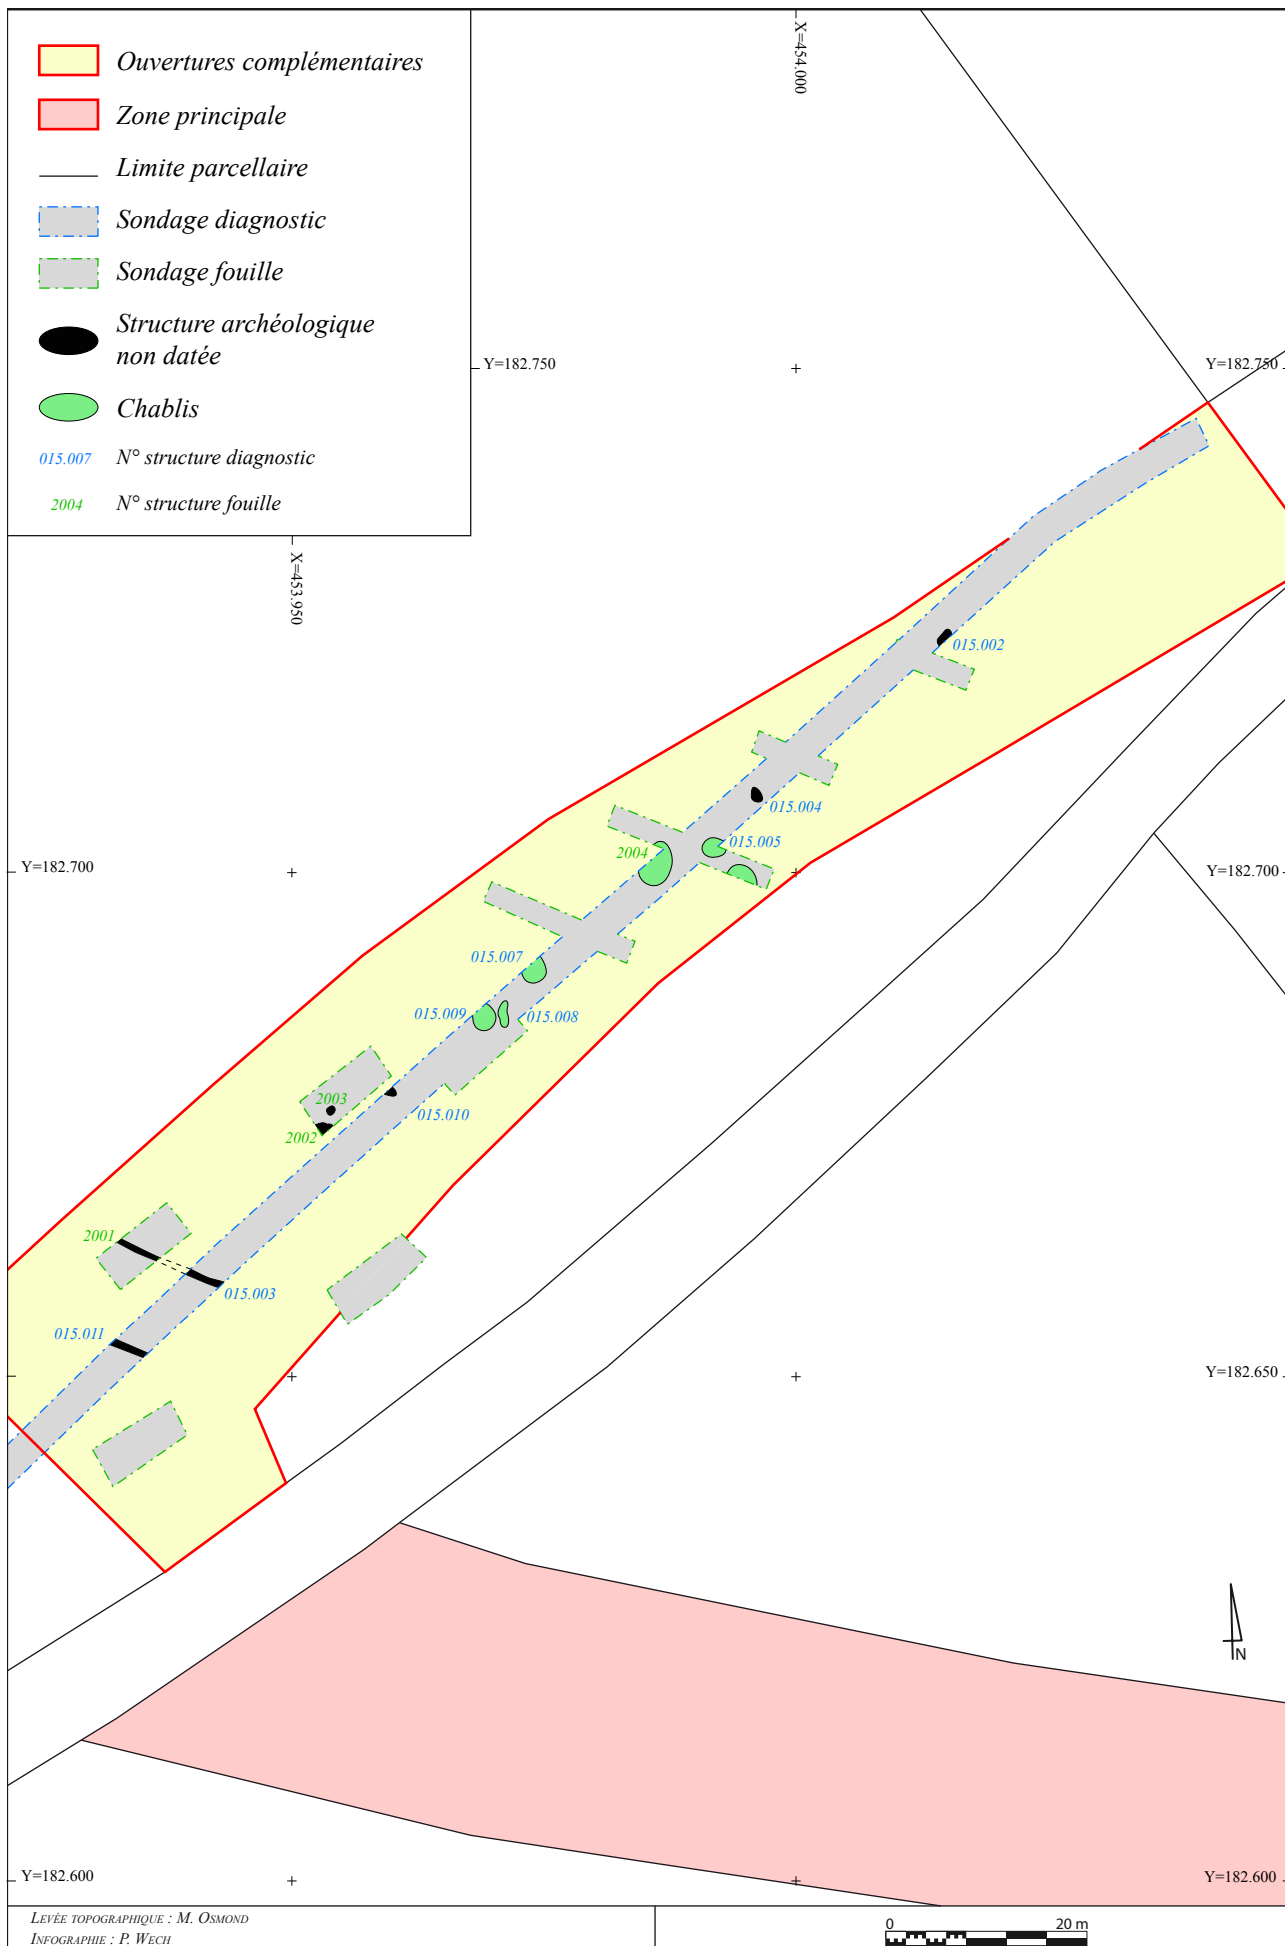 Ouvertures complémentaires
Zone principale
Limite parcellaire
Sondage diagnostic
Sondage fouille
Structure archéologique
non datée
Chablis
015.007 N° structure diagnostic
2004 N° structure fouille
X=454.000
Y=182.750
Y=182.750
X=453.950
015.002
015.004
015.005
2004
Y=182.700
Y=182.700
015.007
015.009
015.008
2003
015.010
2002
2001
015.003
015.011
Y=182.650
N
Y=182.600
Y=182.600
Levée topographique : M. Osmond
Infographie : P. Wech
0 20 m